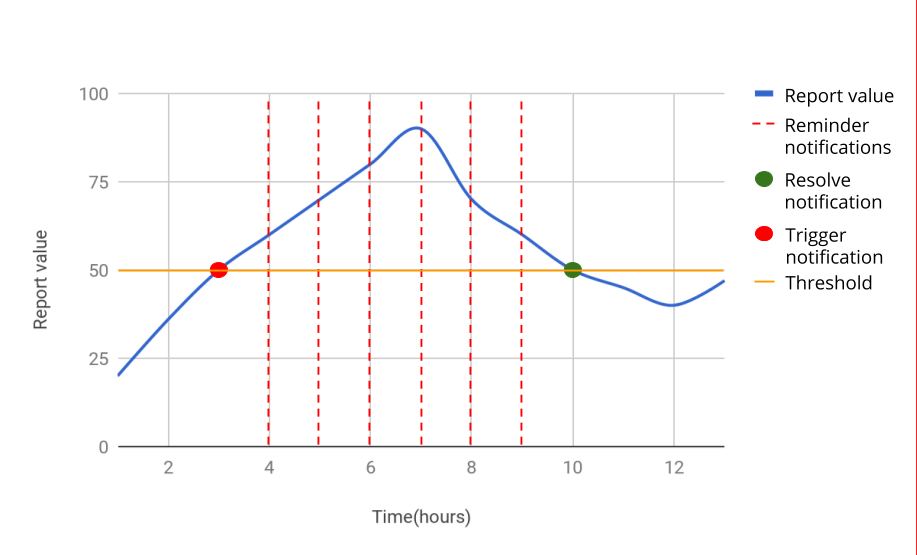 100
75
50
25
0
Report value
2
4
6
8
10
12
Time(hours)
Report value
Reminder
notifications
Resolve
notification
Trigger
notification
Threshold